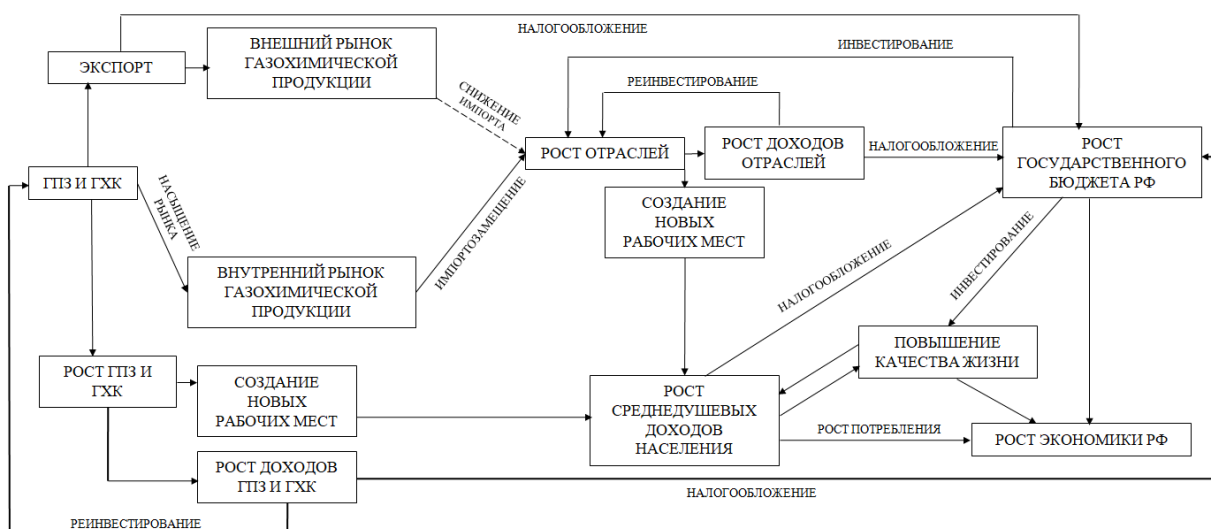 НАЛОГООБЛОЖЕНИЕ
ЭКСПОРТ
ВНЕШНИЙ РЫНОК
ГАЗОХИМИЧЕСКОЙ
ПРОДУКЦИИ
ИНВЕСТИРОВАНИЕ
РЕИНВЕСТИРОВАНИЕ
СНИЖЕНИЕ
ИМПОРТА
РОСТ ОТРАСЛЕЙ
РОСТ ДОХОДОВ
ОТРАСЛЕЙ
НАЛОГООБЛОЖЕНИЕ
РОСТ
ГОСУДАРСТВЕННОГО
БЮДЖЕТА РФ
ГПЗ И ГХК
НАСЫЩЕНИЕ
РЫНКА
ИМПОРТОЗАМЕЩЕНИЕ
СОЗДАНИЕ
НОВЫХ
РАБОЧИХ МЕСТ
ВНУТРЕННИЙ РЫНОК
ГАЗОХИМИЧЕСКОЙ
ПРОДУКЦИИ
НАЛОГООБЛОЖЕНИЕ
ИНВЕСТИРОВАНИЕ
ПОВЫШЕНИЕ
КАЧЕСТВА ЖИЗНИ
РОСТ ГПЗ И
ГХК
СОЗДАНИЕ
НОВЫХ
РАБОЧИХ МЕСТ
РОСТ
СРЕДНЕДУШЕВЫХ
ДОХОДОВ
НАСЕЛЕНИЯ
РОСТ ПОТРЕБЛЕНИЯ
РОСТ ЭКОНОМИКИ РФ
РОСТ ДОХОДОВ
ГПЗ И ГХК
НАЛОГООБЛОЖЕНИЕ
РЕИНВЕСТИРОВАНИЕ